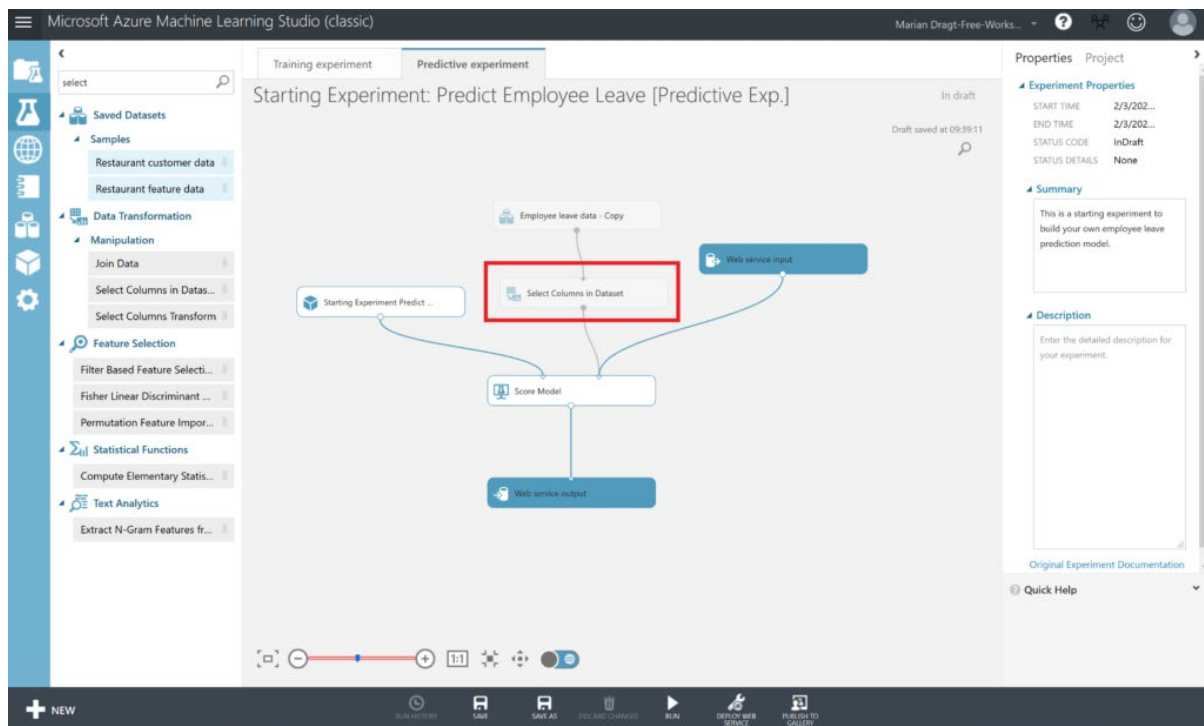 Microsoft Azure Machine Learning Studio (classic)
Marian Dragt-Free-Works...
?
select
Saved Datasets
Samples
Restaurant customer data
Restaurant feature data
Data Transformation
Manipulation
Join Data
Select Columns in Datas...
Select Columns Transform
Feature Selection
Filter Based Feature Selecti...
Fisher Linear Discriminant ...
Permutation Feature Impor...
Statistical Functions
Compute Elementary Statis...
Text Analytics
Extract N-Gram Features fr...
Training experiment
Predictive experiment
Starting Experiment: Predict Employee Leave [Predictive Exp.]
In draft
Draft saved at 09:39:11
Employee leave data - Copy
Web service input
Select Columns in Dataset
Starting Experiment Predict ...
Score Model
Web service output
1:1
Properties Project
Experiment Properties
START TIME 2/3/202...
END TIME 2/3/202...
STATUS CODE InDraft
STATUS DETAILS None
Summary
This is a starting experiment to
build your own employee leave
prediction model.
Description
Enter the detailed description for
your experiment.
Original Experiment Documentation
Quick Help
NEW
RUN HISTORY
SAVE
SAVE AS
DISCARD CHANGES
RUN
DEPLOY WEB
SERVICE
PUBLISH TO
GALLERY